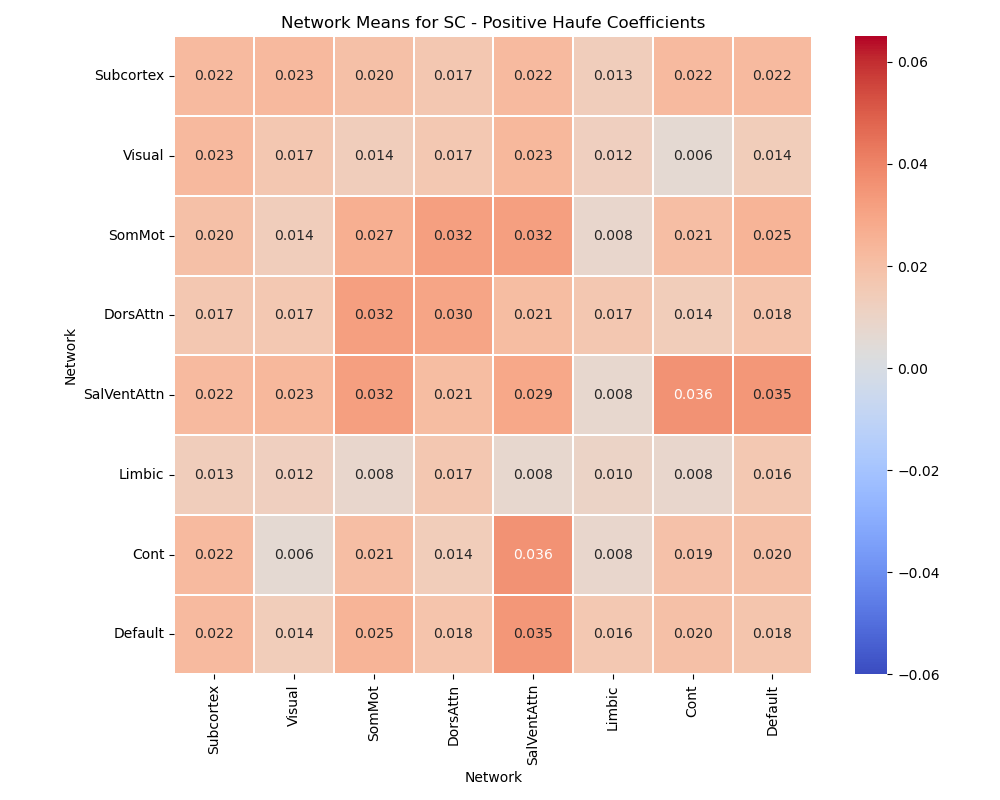 Network Means for SC - Positive Haufe Coefficients
Subcortex 0.022 0.023 0.020 0.017 0.022 0.013 0.022 0.022
Visual 0.023 0.017 0.014 0.017 0.023 0.012 0.006 0.014
SomMot 0.020 0.014 0.027 0.032 0.032 0.008 0.021 0.025
DorsAttn 0.017 0.017 0.032 0.030 0.021 0.017 0.014 0.018
SalVentAttn 0.022 0.023 0.032 0.021 0.029 0.008 0.036 0.035
Limbic 0.013 0.012 0.008 0.017 0.008 0.010 0.008 0.016
Cont 0.022 0.006 0.021 0.014 0.036 0.008 0.019 0.020
Default 0.022 0.014 0.025 0.018 0.035 0.016 0.020 0.018
Network
Subcortex Visual SomMot DorsAttn SalVentAttn Limbic Cont Default
Network
0.06
0.04
0.02
0.00
−0.02
−0.04
−0.06